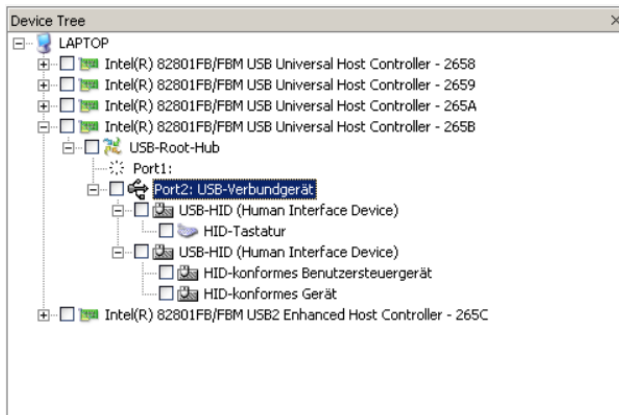 Device Tree
LAPTOP
Intel(R) 82801FB/FBM USB Universal Host Controller - 2658
Intel(R) 82801FB/FBM USB Universal Host Controller - 2659
Intel(R) 82801FB/FBM USB Universal Host Controller - 265A
Intel(R) 82801FB/FBM USB Universal Host Controller - 265B
USB-Root-Hub
Port1:
Port2: USB-Verbundgerät
USB-HID (Human Interface Device)
HID-Tastatur
USB-HID (Human Interface Device)
HID-konformes Benutzersteuergerät
HID-konformes Gerät
Intel(R) 82801FB/FBM USB2 Enhanced Host Controller - 265C